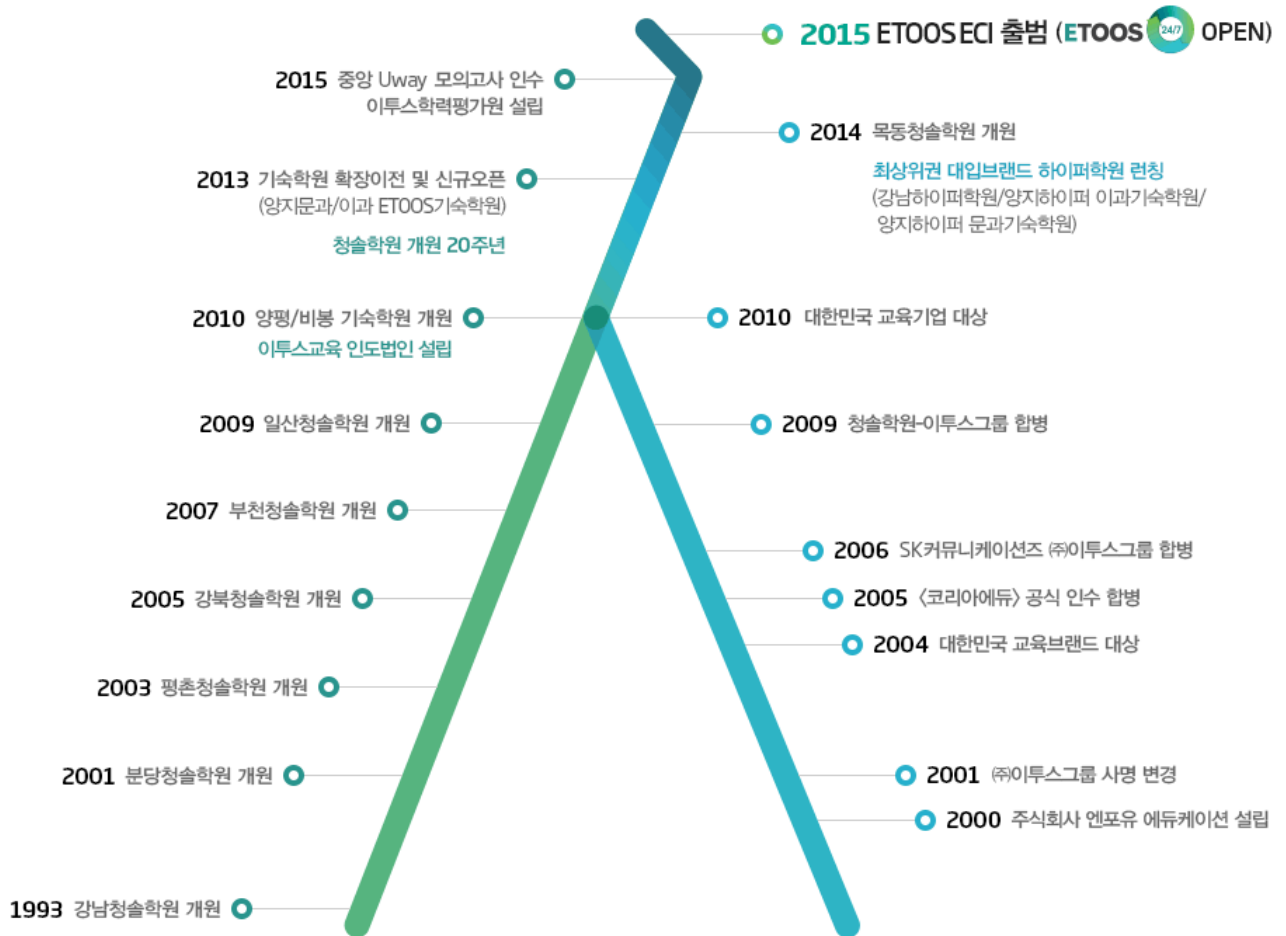 2015 ETOOS ECI 출범 (ETOOS 24/7 OPEN)
2015 중앙 Uway 모의고사 인수
이투스학력평가원 설립
2014 목동청솔학원 개원
최상위권 대입브랜드 하이퍼학원 런칭
(강남하이퍼학원/양지하이퍼 이과기숙학원/
양지하이퍼 문과기숙학원)
2013 기숙학원 확장이전 및 신규오픈
(양지문과/이과 ETOOS기숙학원)
청솔학원 개원 20주년
2010 양평/비봉 기숙학원 개원
이투스교육 인도법인 설립
2010 대한민국 교육기업 대상
2009 일산청솔학원 개원
2009 청솔학원-이투스그룹 합병
2007 부천청솔학원 개원
2006 SK커뮤니케이션즈 ㈜이투스그룹 합병
2005 강북청솔학원 개원
2005 〈코리아에듀〉 공식 인수 합병
2004 대한민국 교육브랜드 대상
2003 평촌청솔학원 개원
2001 분당청솔학원 개원
2001 ㈜이투스그룹 사명 변경
2000 주식회사 엔포유 에듀케이션 설립
1993 강남청솔학원 개원